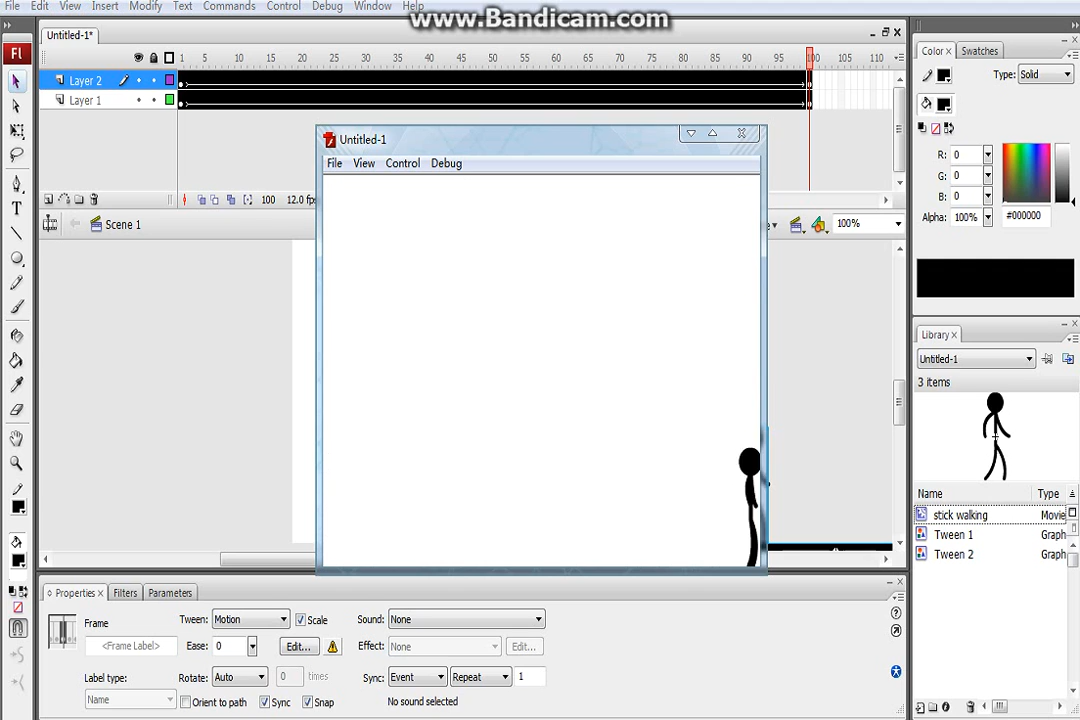 File Edit View Insert Modify Text Commands Control Debug Window Help
www.Bandicam.com
Untitled-1*
Fl
1 5 10 15 20 25 30 35 40 45 50 55 60 65 70 75 80 85 90 95 100 105 110
Layer 2
Layer 1
100 12.0 fps
Scene 1
100%
Untitled-1
File View Control Debug
Color Swatches
Type: Solid
R: 0
G: 0
B: 0
Alpha: 100% #000000
Library
Untitled-1
3 items
Name Type
stick walking Movie
Tween 1 Graph
Tween 2 Graph
Properties Filters Parameters
Frame
<Frame Label>
Label type:
Name
Tween: Motion Scale
Ease: 0 Edit...
Rotate: Auto 0 times
Orient to path Sync Snap
Sound: None
Effect: None Edit...
Sync: Event Repeat 1
No sound selected